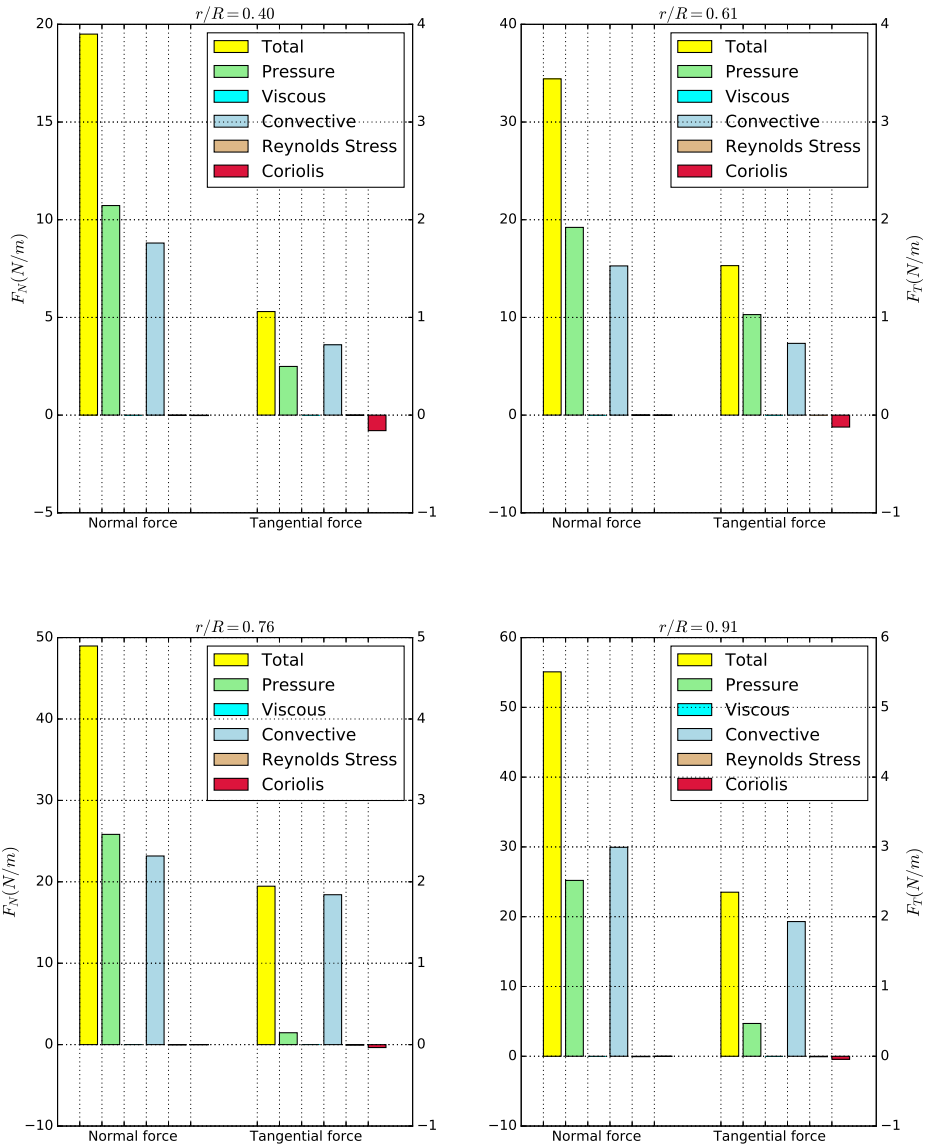 r/R = 0.40
20
15
10
5
0
−5
F_N (N/m)
4
3
2
1
0
−1
Total
Pressure
Viscous
Convective
Reynolds Stress
Coriolis
Normal force
Tangential force
r/R = 0.61
40
30
20
10
0
−10
4
3
2
1
0
−1
F_T (N/m)
Total
Pressure
Viscous
Convective
Reynolds Stress
Coriolis
Normal force
Tangential force
r/R = 0.76
50
40
30
20
10
0
−10
F_N (N/m)
5
4
3
2
1
0
−1
Total
Pressure
Viscous
Convective
Reynolds Stress
Coriolis
Normal force
Tangential force
r/R = 0.91
60
50
40
30
20
10
0
−10
6
5
4
3
2
1
0
−1
F_T (N/m)
Total
Pressure
Viscous
Convective
Reynolds Stress
Coriolis
Normal force
Tangential force